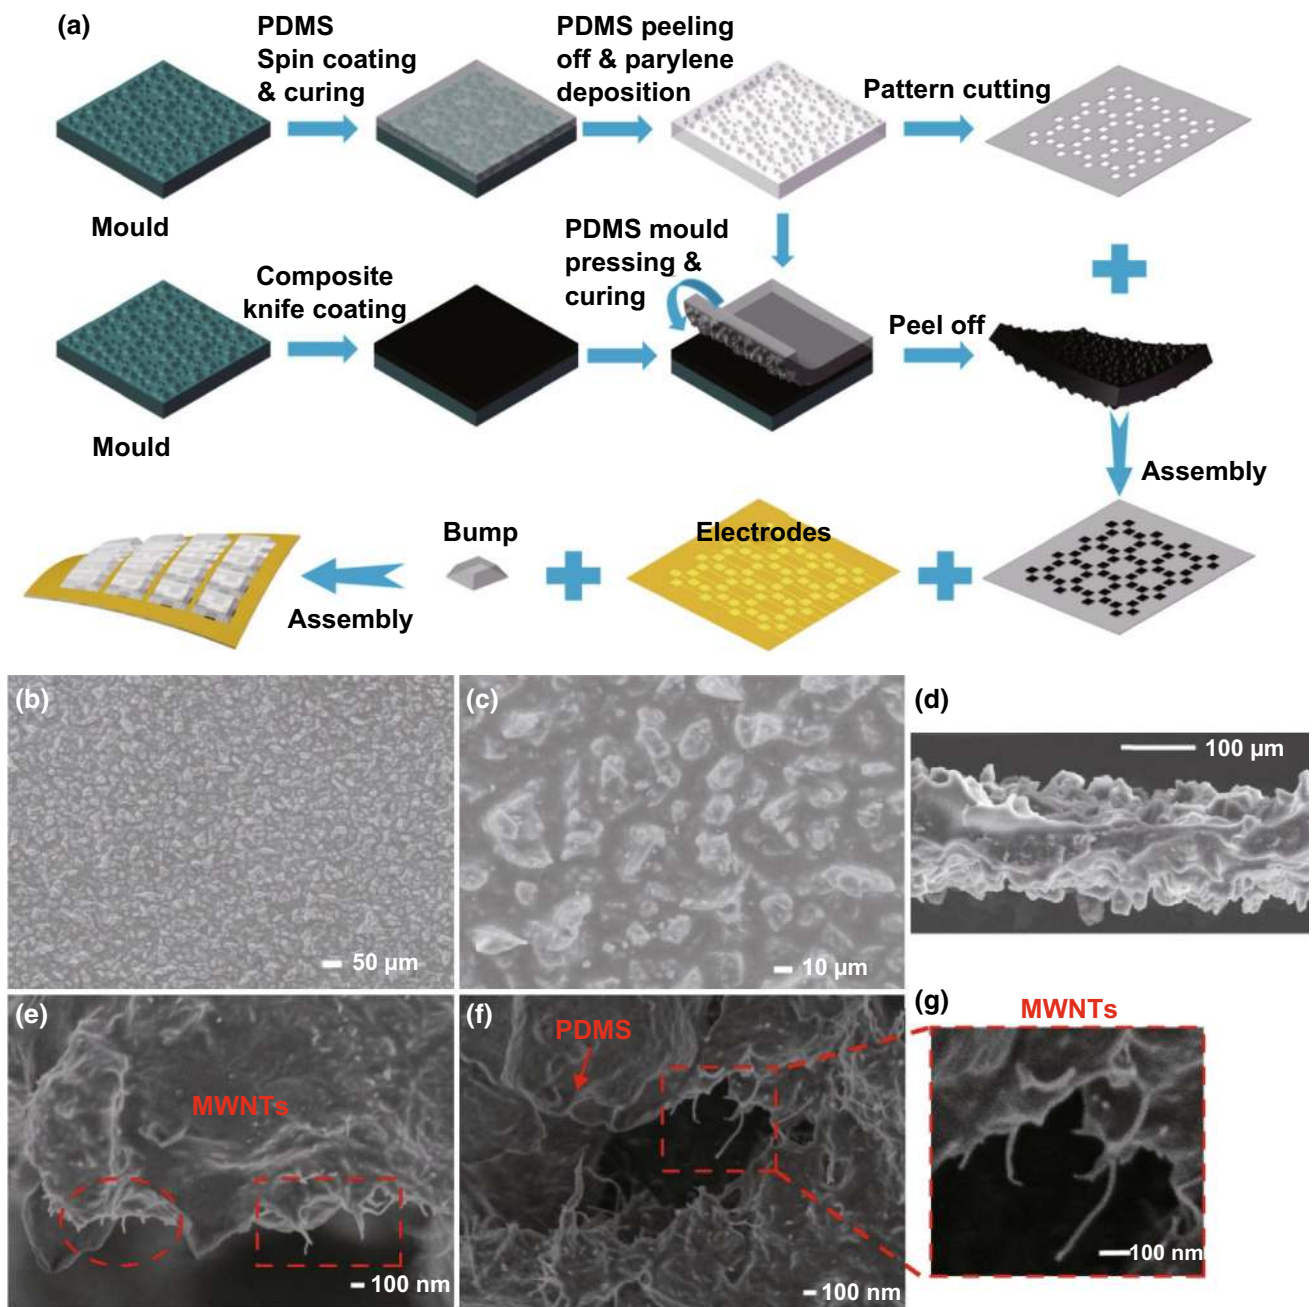 (a)
PDMS
Spin coating
& curing
PDMS peeling
off & parylene
deposition
Pattern cutting
Mould
Composite
knife coating
PDMS mould
pressing &
curing
Peel off
Mould
Assembly
Bump
Electrodes
Assembly
(b)
50 µm
(c)
10 µm
(d)
100 µm
(e)
MWNTs
100 nm
(f)
PDMS
100 nm
(g)
MWNTs
100 nm